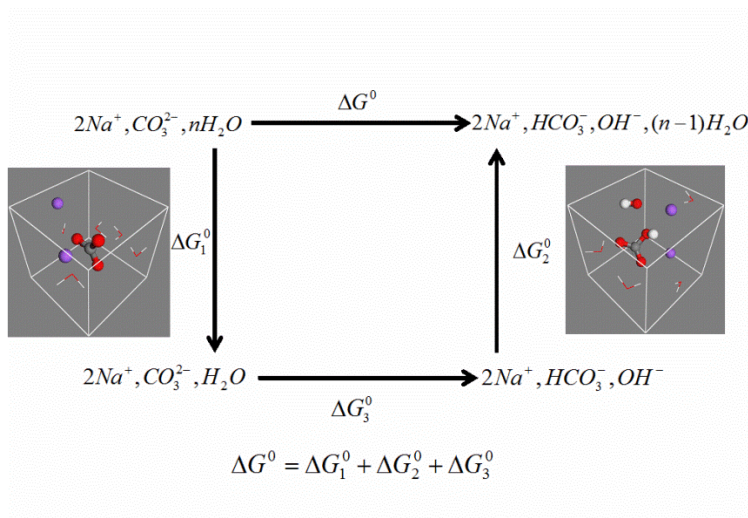 ΔG⁰
2Na⁺, CO₃²⁻, nH₂O
2Na⁺, HCO₃⁻, OH⁻, (n−1)H₂O
ΔG₁⁰
ΔG₂⁰
2Na⁺, CO₃²⁻, H₂O
2Na⁺, HCO₃⁻, OH⁻
ΔG₃⁰
ΔG⁰ = ΔG₁⁰ + ΔG₂⁰ + ΔG₃⁰